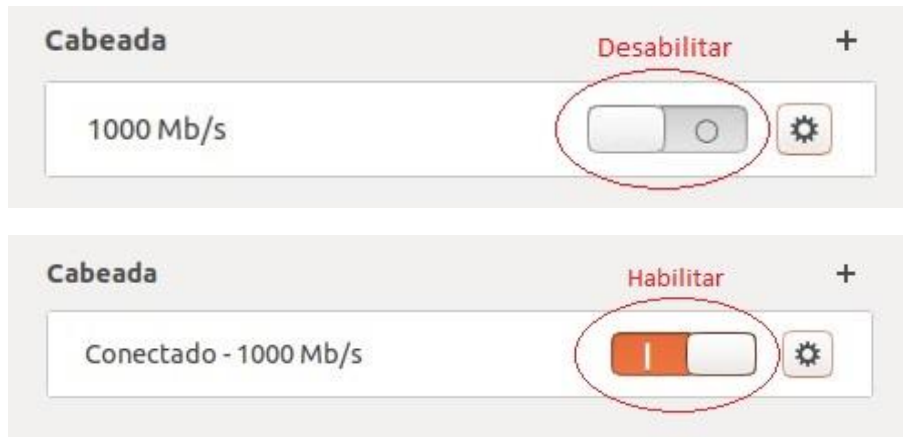 Cabeada Desabilitar +
1000 Mb/s
Cabeada Habilitar +
Conectado - 1000 Mb/s